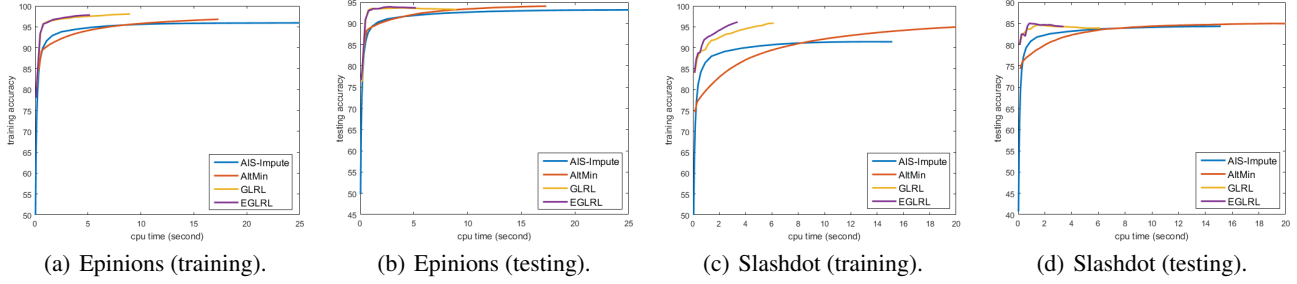 100
95
90
85
80
75
70
65
60
55
50
training accuracy
0
5
10
15
20
25
cpu time (second)
AIS-Impute
AltMin
GLRL
EGLRL
(a) Epinions (training).
95
90
85
80
75
70
65
60
55
50
45
testing accuracy
0
5
10
15
20
25
cpu time (second)
AIS-Impute
AltMin
GLRL
EGLRL
(b) Epinions (testing).
100
95
90
85
80
75
70
65
60
55
50
training accuracy
0
2
4
6
8
10
12
14
16
18
20
cpu time (second)
AIS-Impute
AltMin
GLRL
EGLRL
(c) Slashdot (training).
90
85
80
75
70
65
60
55
50
45
40
testing accuracy
0
2
4
6
8
10
12
14
16
18
20
cpu time (second)
AIS-Impute
AltMin
GLRL
EGLRL
(d) Slashdot (testing).